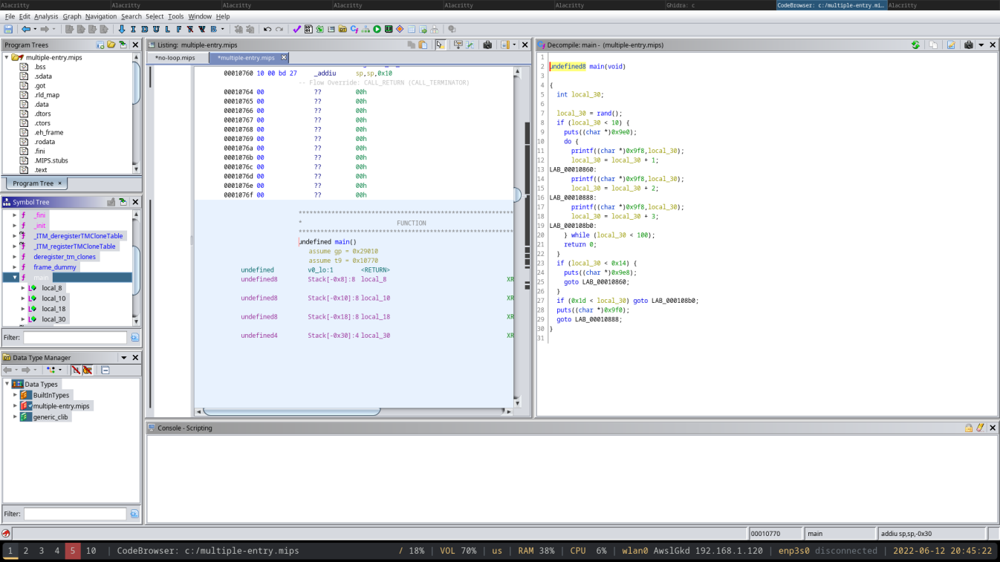 Alacritty Alacritty Alacritty Alacritty Alacritty Alacritty Ghidra: c CodeBrowser: c:/multiple-entry.mi… Alacritty
File Edit Analysis Graph Navigation Search Select Tools Window Help
Program Trees
multiple-entry.mips
.bss
.sdata
.got
.rld_map
.data
.dtors
.ctors
.eh_frame
.rodata
.fini
.MIPS.stubs
.text
Program Tree ×
Symbol Tree
_fini
_init
_ITM_deregisterTMCloneTable
_ITM_registerTMCloneTable
deregister_tm_clones
frame_dummy
main
local_8
local_10
local_18
local_30
Filter:
Data Type Manager
Data Types
BuiltInTypes
multiple-entry.mips
generic_clib
Filter:
Listing: multiple-entry.mips
*no-loop.mips *multiple-entry.mips
00010760 10 00 bd 27 _addiu sp,sp,0x10
-- Flow Override: CALL_RETURN (CALL_TERMINATOR)
00010764 00 ?? 00h
00010765 00 ?? 00h
00010766 00 ?? 00h
00010767 00 ?? 00h
00010768 00 ?? 00h
00010769 00 ?? 00h
0001076a 00 ?? 00h
0001076b 00 ?? 00h
0001076c 00 ?? 00h
0001076d 00 ?? 00h
0001076e 00 ?? 00h
0001076f 00 ?? 00h
* FUNCTION
undefined main()
assume gp = 0x29010
assume t9 = 0x10770
undefined v0_lo:1 <RETURN>
undefined8 Stack[-0x8]:8 local_8 XR
undefined8 Stack[-0x10]:8 local_10 XR
undefined8 Stack[-0x18]:8 local_18 XR
undefined4 Stack[-0x30]:4 local_30 XR
Decompile: main - (multiple-entry.mips)
1
2 undefined8 main(void)
3
4 {
5 int local_30;
6
7 local_30 = rand();
8 if (local_30 < 10) {
9 puts((char *)0x9e0);
10 do {
11 printf((char *)0x9f8,local_30);
12 local_30 = local_30 + 1;
13 LAB_00010860:
14 printf((char *)0x9f8,local_30);
15 local_30 = local_30 + 2;
16 LAB_00010888:
17 printf((char *)0x9f8,local_30);
18 local_30 = local_30 + 3;
19 LAB_000108b0:
20 } while (local_30 < 100);
21 return 0;
22 }
23 if (local_30 < 0x14) {
24 puts((char *)0x9e8);
25 goto LAB_00010860;
26 }
27 if (0x1d < local_30) goto LAB_000108b0;
28 puts((char *)0x9f0);
29 goto LAB_00010888;
30 }
31
Console - Scripting
00010770 main addiu sp,sp,-0x30
1 2 3 4 5 10 | CodeBrowser: c:/multiple-entry.mips / 18% | VOL 70% | us | RAM 38% | CPU 6% | wlan0 AwslGkd 192.168.1.120 | enp3s0 disconnected | 2022-06-12 20:45:22